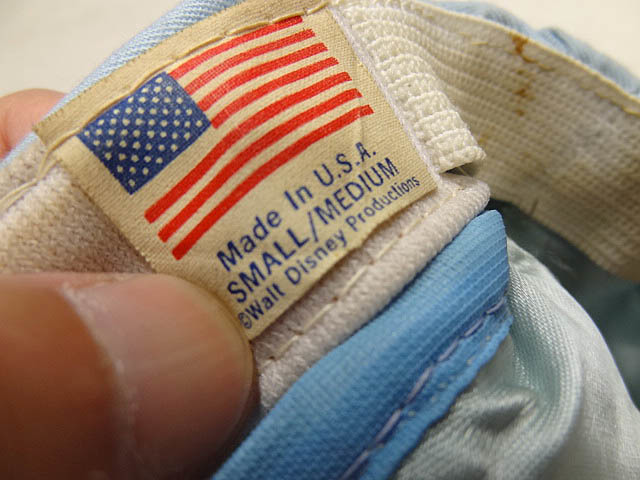 Made In U.S.A.
SMALL/MEDIUM
©Walt Disney Productions